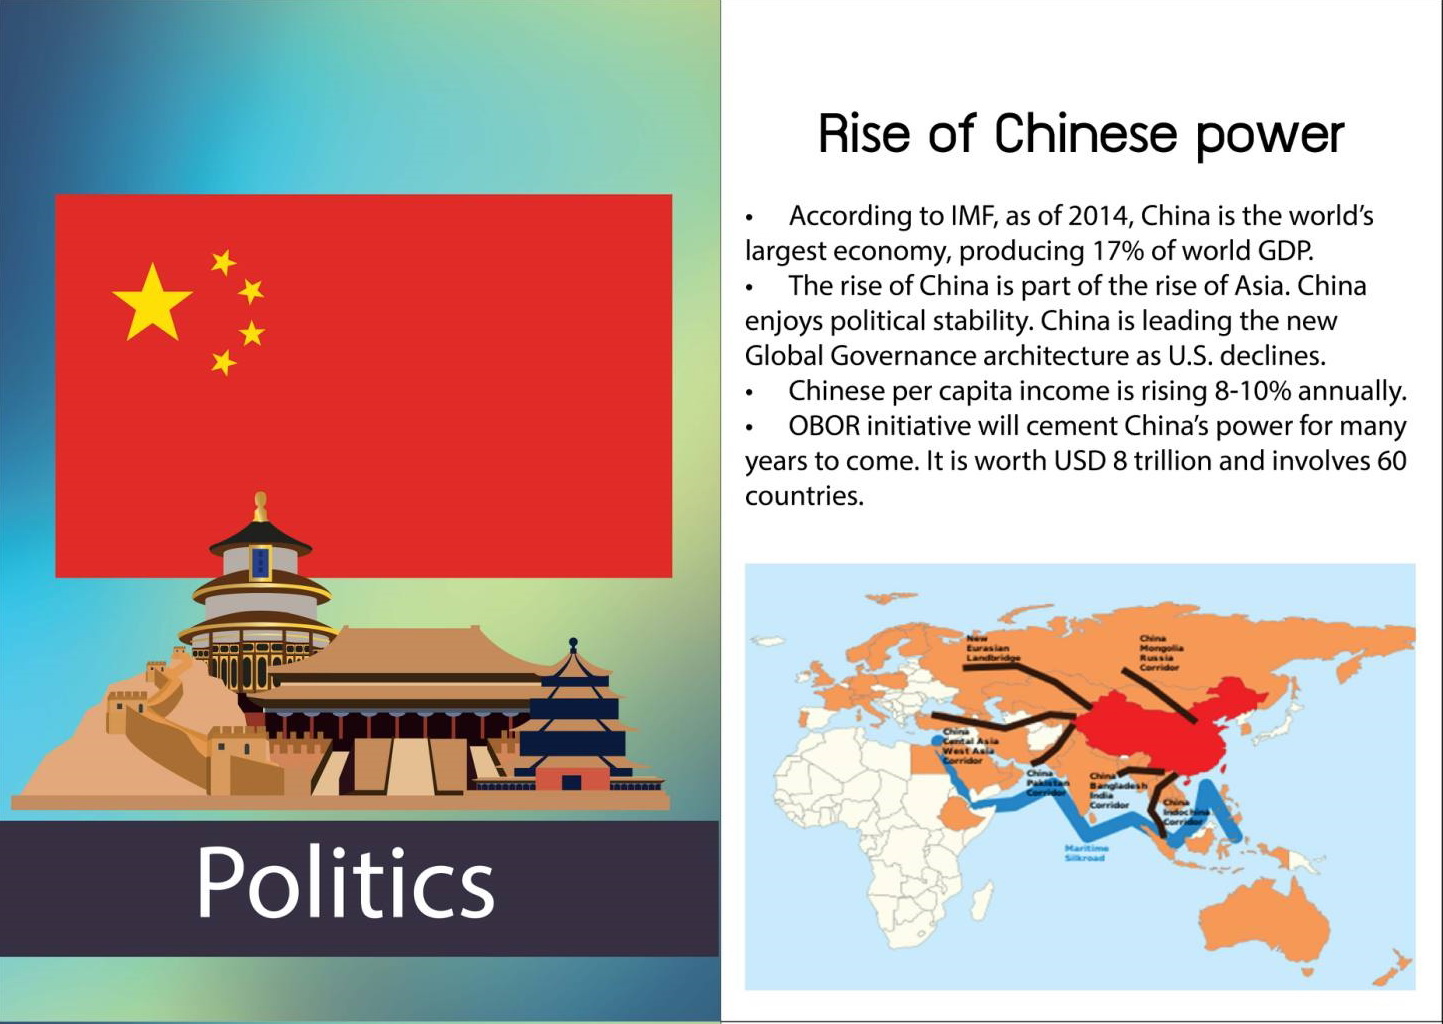 Politics
Rise of Chinese power
• According to IMF, as of 2014, China is the world's
largest economy, producing 17% of world GDP.
• The rise of China is part of the rise of Asia. China
enjoys political stability. China is leading the new
Global Governance architecture as U.S. declines.
• Chinese per capita income is rising 8-10% annually.
• OBOR initiative will cement China's power for many
years to come. It is worth USD 8 trillion and involves 60
countries.
New
Eurasian
Landbridge
China
Mongolia
Russia
Corridor
China
Cental Asia
West Asia
Corridor
China
Pakistan
Corridor
China
Bangladesh
India
Corridor
China
Indochina
Corridor
Maritime
Silkroad